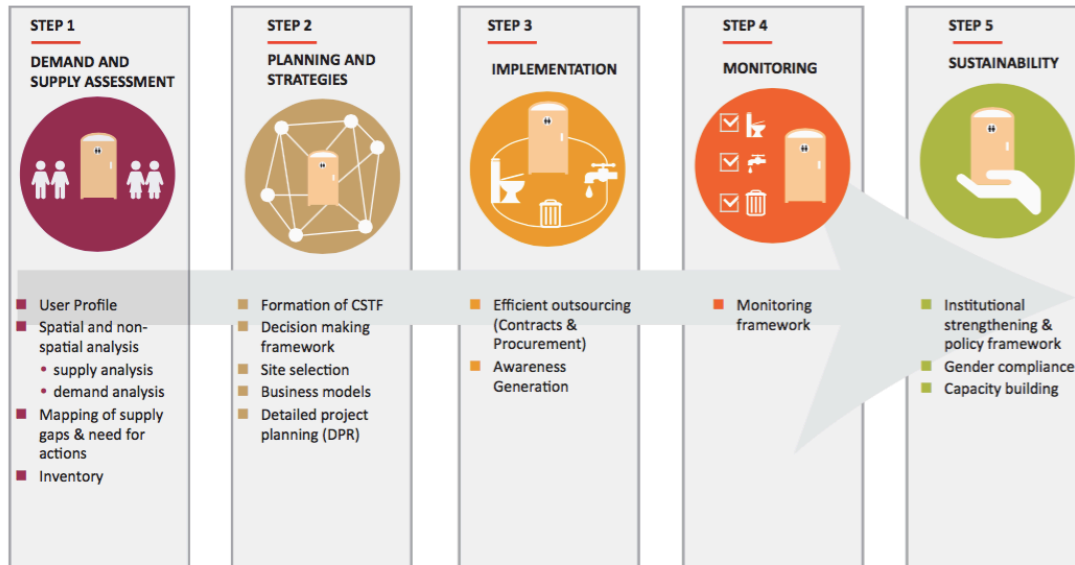 STEP 1
DEMAND AND
SUPPLY ASSESSMENT
User Profile
Spatial and non-
spatial analysis
supply analysis
demand analysis
Mapping of supply
gaps & need for
actions
Inventory
STEP 2
PLANNING AND
STRATEGIES
Formation of CSTF
Decision making
framework
Site selection
Business models
Detailed project
planning (DPR)
STEP 3
IMPLEMENTATION
Efficient outsourcing
(Contracts &
Procurement)
Awareness
Generation
STEP 4
MONITORING
Monitoring
framework
STEP 5
SUSTAINABILITY
Institutional
strengthening &
policy framework
Gender compliance
Capacity building